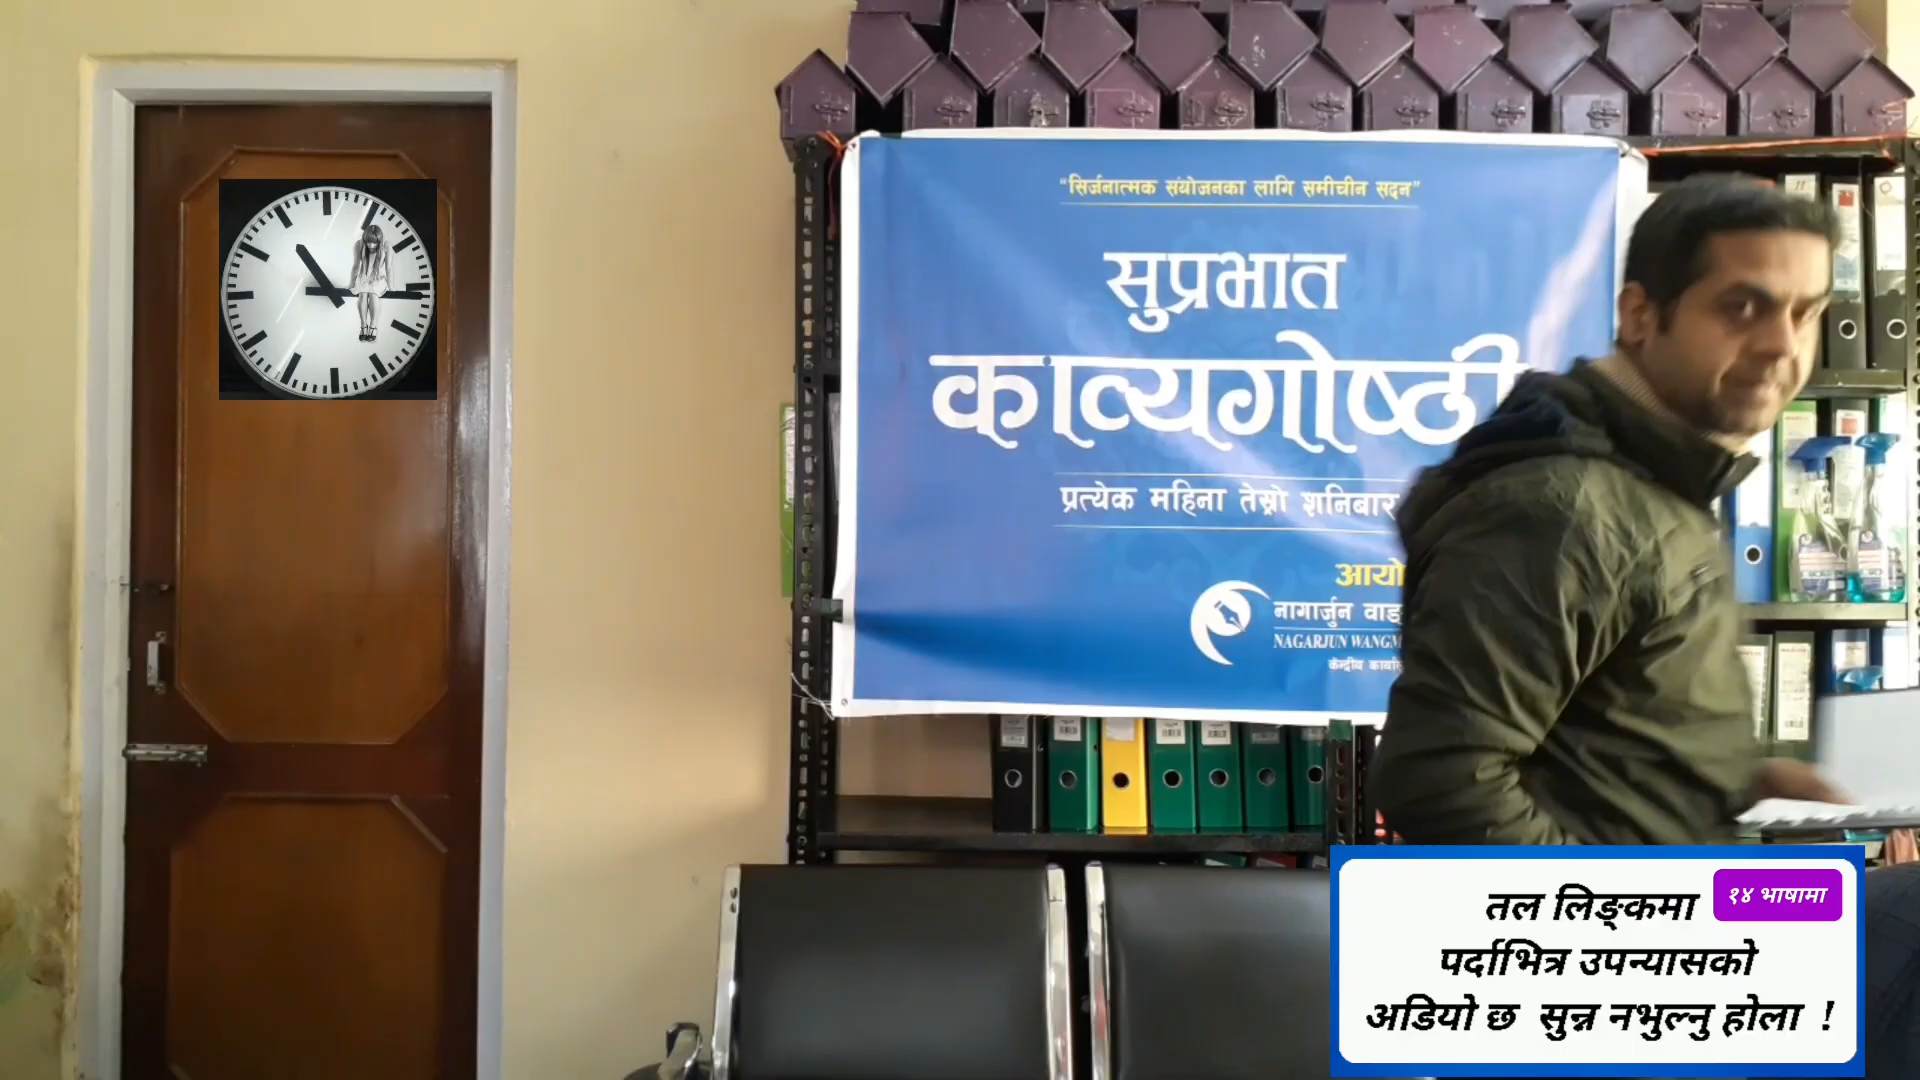 “सिर्जनात्मक संयोजनका लागि समीचीन सदन”
सुप्रभात
काव्यगोष्ठी
प्रत्येक महिना तेस्रो शनिबार
नागार्जुन
NAGARJUN
केन्द्रीय
तल लिङ्कमा
१४ भाषामा
पर्दाभित्र उपन्यासको
अडियो छ सुन्न नभुल्नु होला !